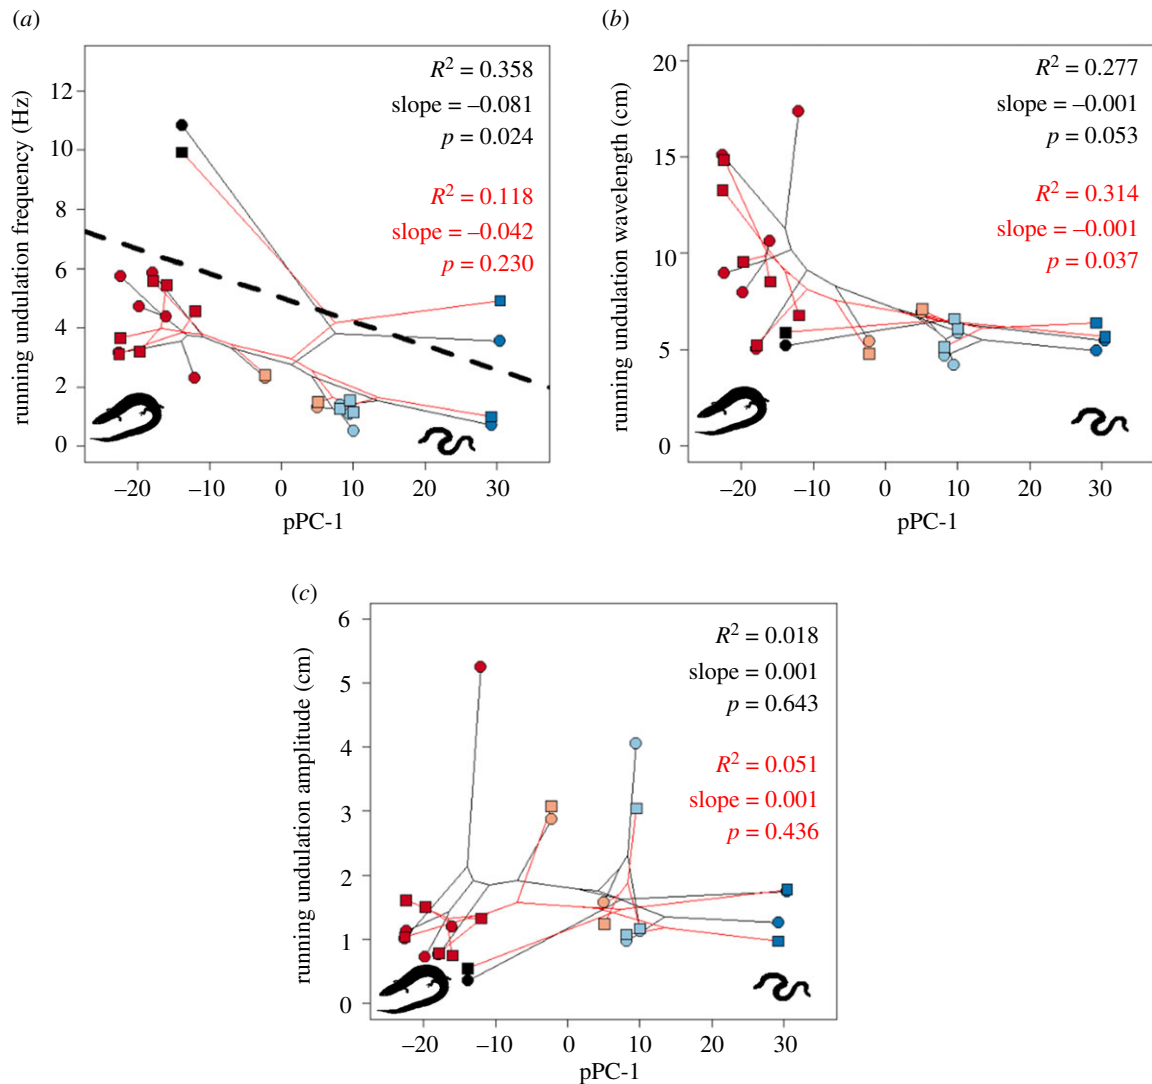 (a)
running undulation frequency (Hz)
12
10
8
6
4
2
0
R² = 0.358
slope = –0.081
p = 0.024
R² = 0.118
slope = –0.042
p = 0.230
–20 –10 0 10 20 30
pPC-1
(b)
running undulation wavelength (cm)
20
15
10
5
0
R² = 0.277
slope = –0.001
p = 0.053
R² = 0.314
slope = –0.001
p = 0.037
–20 –10 0 10 20 30
pPC-1
(c)
running undulation amplitude (cm)
6
5
4
3
2
1
0
R² = 0.018
slope = 0.001
p = 0.643
R² = 0.051
slope = 0.001
p = 0.436
–20 –10 0 10 20 30
pPC-1